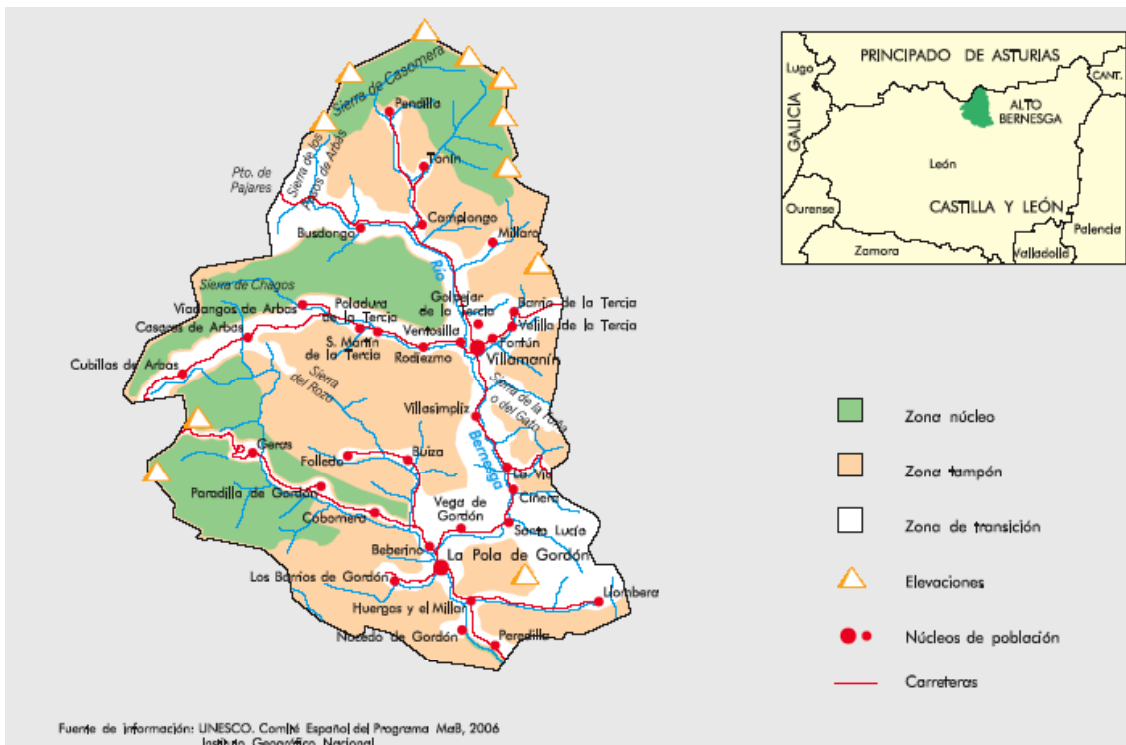 Sierra de Casomera
Pendilla
Tonín
Sierra de los
Pasos de Arbás
Pto. de
Pajares
Busdongo
Camplongo
Millaro
Río
Sierra de Chagos
Golpejar
de la Tercia
Barrio de la Tercia
Viadangos de Arbas
Poladura
de la Tercia
Velilla de la Tercia
Casares de Arbas
Ventosilla
Fontún
S. Martín
de la Tercia
Rodiezmo
Villamanín
Cubillas de Arbas
Sierra
del Rozo
Sierra de la
o del Gato
Villasimpliz
Bernesga
Geras
Folledo
Buiza
La Vid
Ciñera
Paradilla de Gordón
Vega de
Gordón
Cabornera
Santa Lucía
Beberino
La Pola de Gordón
Los Barrios de Gordón
Huergas y el Millar
Llombera
Nocedo de Gordón
Peredilla
PRINCIPADO DE ASTURIAS
Lugo
CANT.
GALICIA
ALTO
BERNESGA
León
CASTILLA Y LEÓN
Ourense
Palencia
Zamora
Valladolid
Zona núcleo
Zona tampón
Zona de transición
Elevaciones
Núcleos de población
Carreteras
Fuente de información: UNESCO. Comité Español del Programa MaB, 2006
Instituto Geográfico Nacional